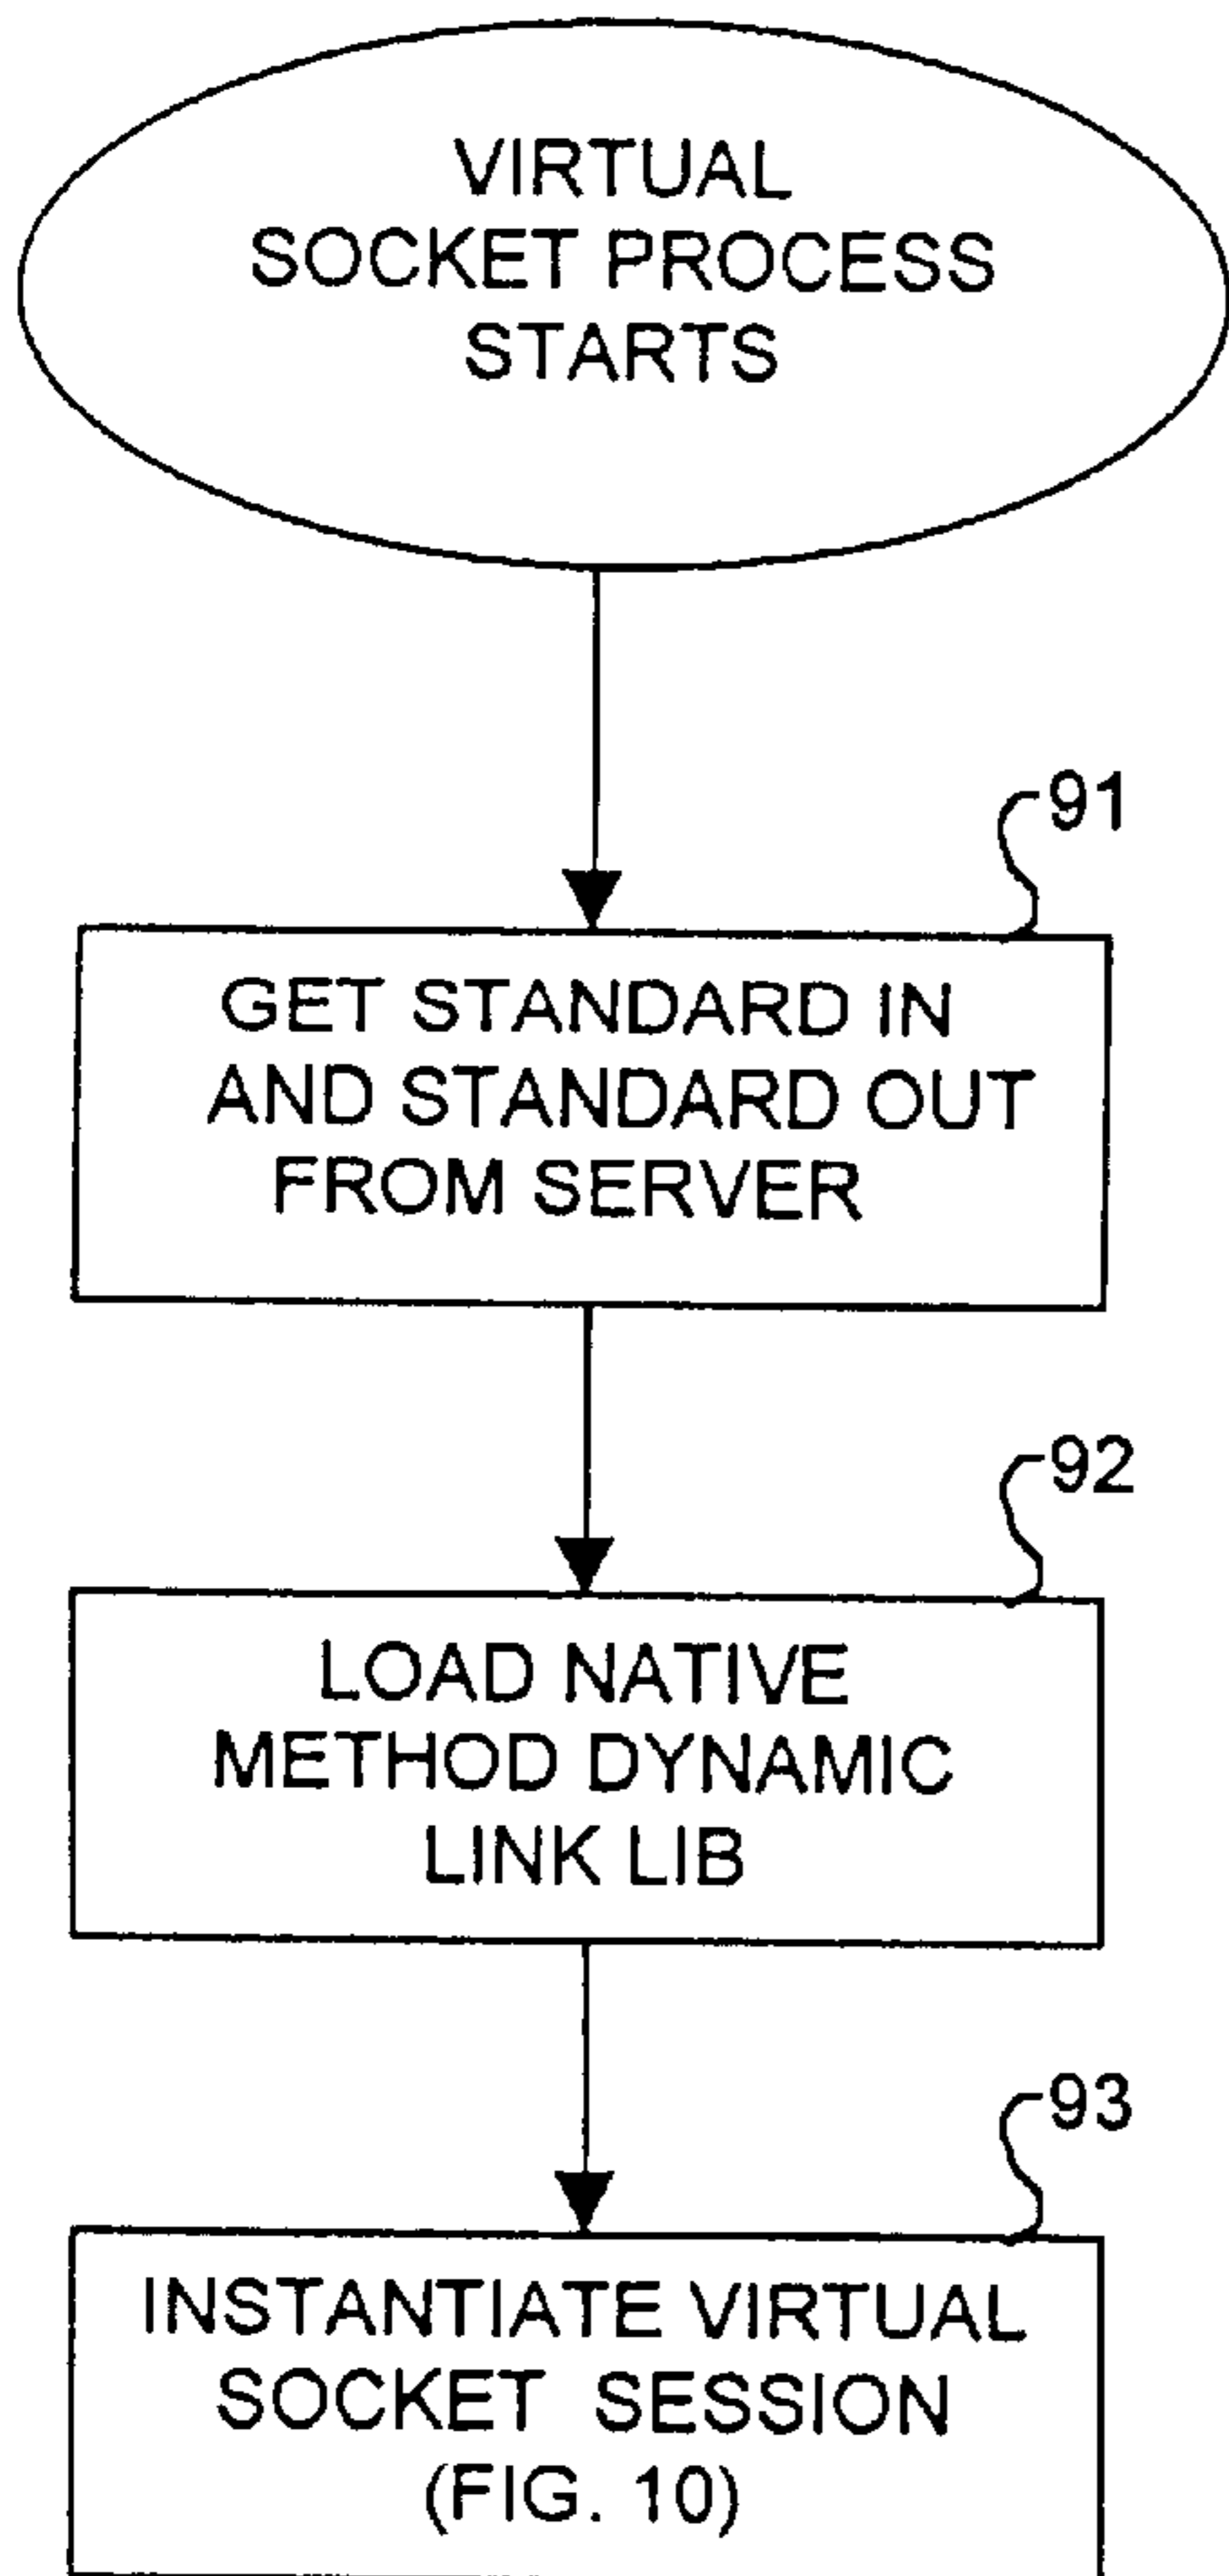 VIRTUAL
SOCKET PROCESS
STARTS
91
GET STANDARD IN
AND STANDARD OUT
FROM SERVER
92
LOAD NATIVE
METHOD DYNAMIC
LINK LIB
93
INSTANTIATE VIRTUAL
SOCKET SESSION
(FIG. 10)